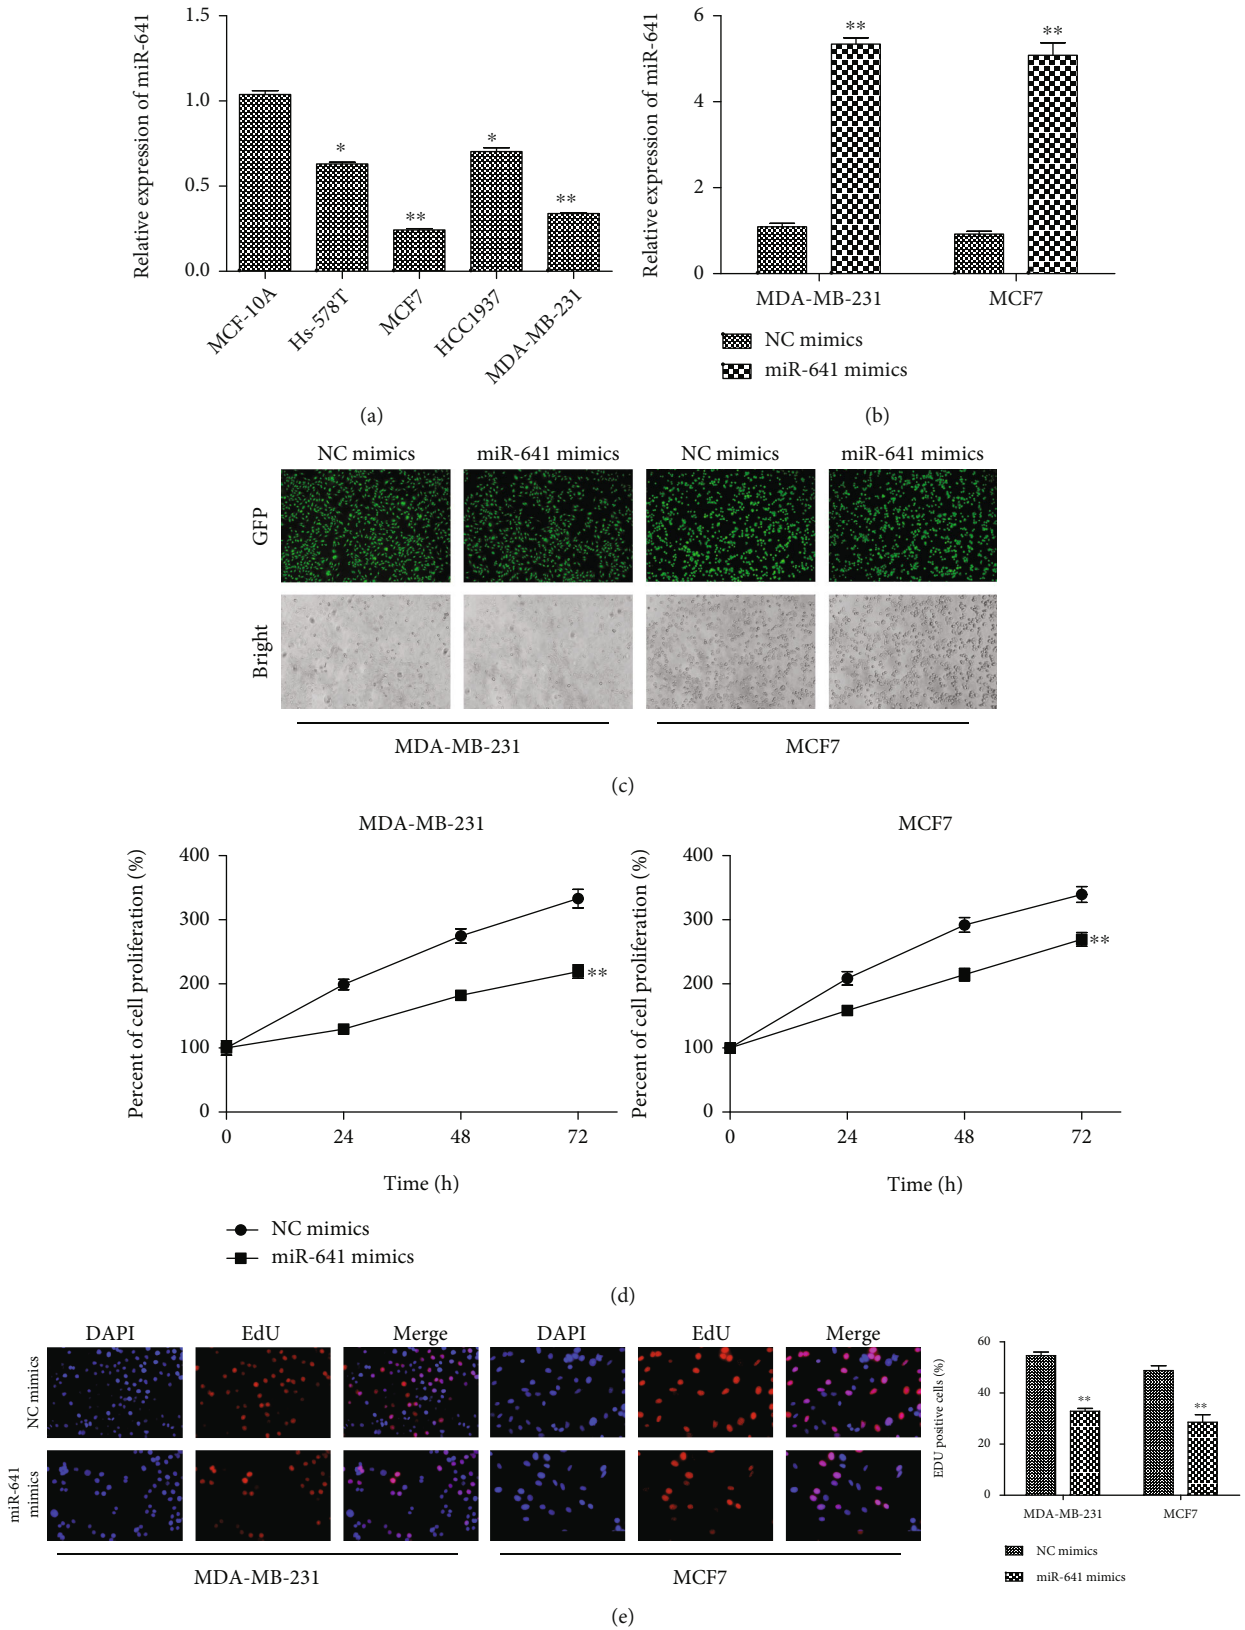 Relative expression of miR-641
1.5
1.0
0.5
0.0
*
**
*
**
MCF-10A
Hs-578T
MCF7
HCC1937
MDA-MB-231
(a)
Relative expression of miR-641
6
4
2
0
**
**
MDA-MB-231
MCF7
NC mimics
miR-641 mimics
(b)
NC mimics
miR-641 mimics
NC mimics
miR-641 mimics
GFP
Bright
MDA-MB-231
MCF7
(c)
MDA-MB-231
Percent of cell proliferation (%)
400
300
200
100
0
**
0
24
48
72
Time (h)
MCF7
Percent of cell proliferation (%)
400
300
200
100
0
**
0
24
48
72
Time (h)
NC mimics
miR-641 mimics
(d)
DAPI
EdU
Merge
DAPI
EdU
Merge
NC mimics
miR-641
mimics
MDA-MB-231
MCF7
EDU positive cells (%)
60
40
20
0
**
**
MDA-MB-231
MCF7
NC mimics
miR-641 mimics
(e)